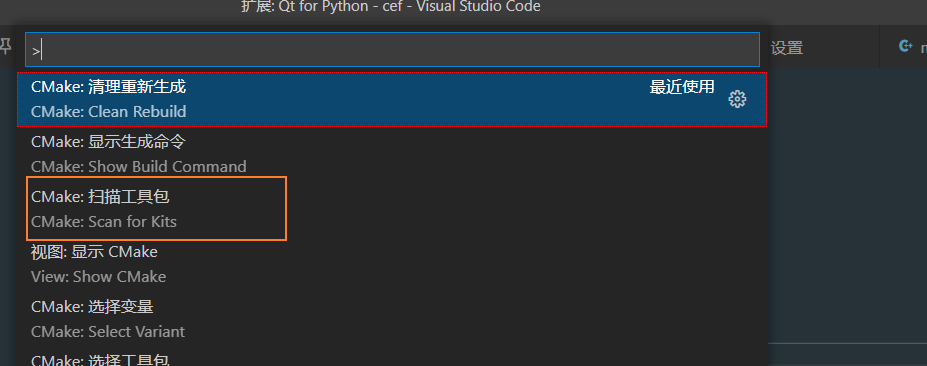 扩展: Qt for Python - cef - Visual Studio Code
>
设置
CMake: 清理重新生成
最近使用
CMake: Clean Rebuild
CMake: 显示生成命令
CMake: Show Build Command
CMake: 扫描工具包
CMake: Scan for Kits
视图: 显示 CMake
View: Show CMake
CMake: 选择变量
CMake: Select Variant
CMake: 选择工具包